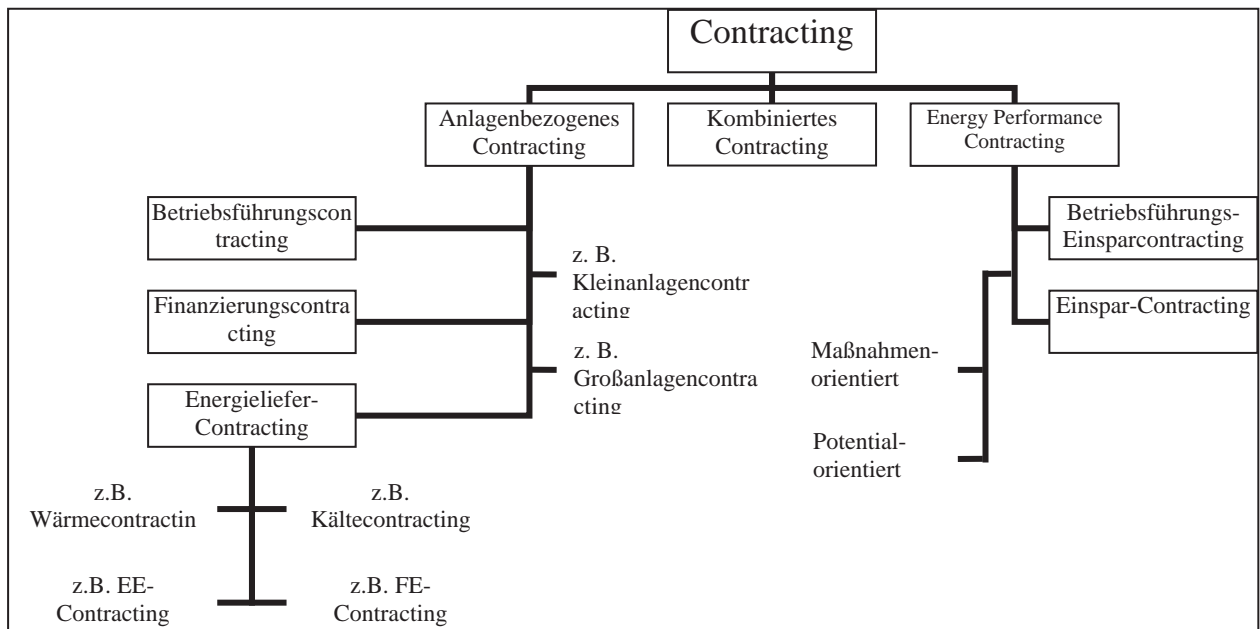 Contracting
Anlagenbezogenes
Contracting
Kombiniertes
Contracting
Energy Performance
Contracting
Betriebsführungscon
tracting
Finanzierungscontra
cting
Energieliefer-
Contracting
z. B.
Kleinanlagencontr
acting
z. B.
Großanlagencontra
cting
Betriebsführungs-
Einsparcontracting
Einspar-Contracting
Maßnahmen-
orientiert
Potential-
orientiert
z.B.
Wärmecontractin
z.B.
Kältecontracting
z.B. EE-
Contracting
z.B. FE-
Contracting